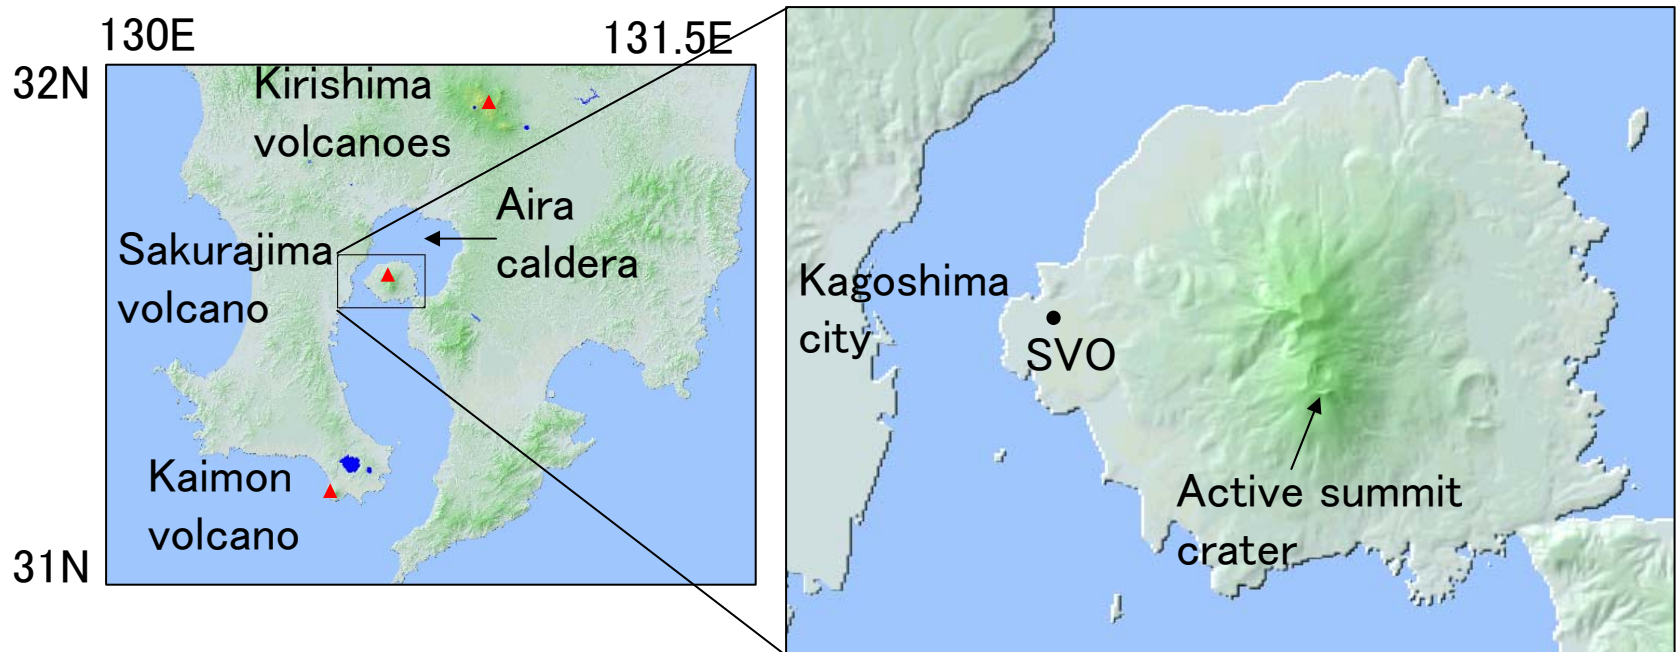 130E
131.5E
32N
Kirishima
volcanoes
Aira
caldera
Sakurajima
volcano
Kaimon
volcano
31N
Kagoshima
city
SVO
Active summit
crater